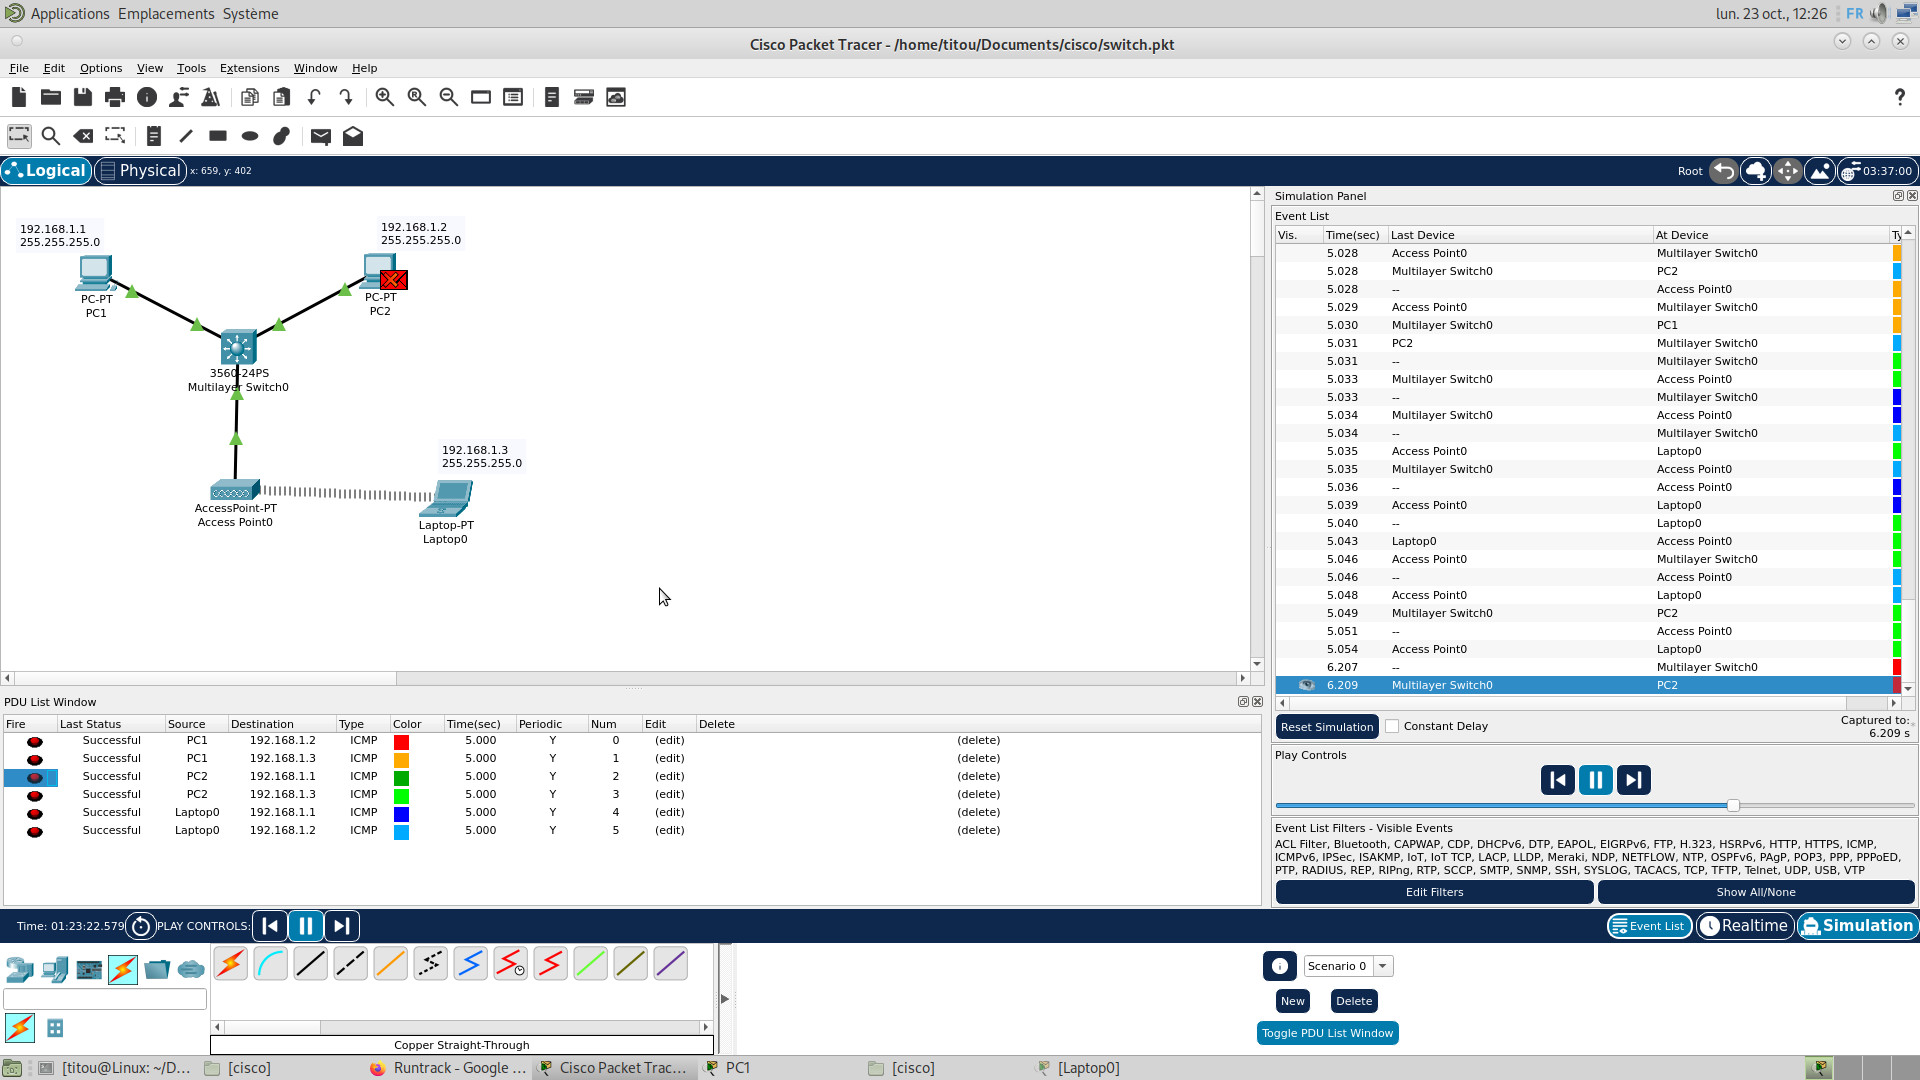 Applications Emplacements Système
lun. 23 oct., 12:26 FR
Cisco Packet Tracer - /home/titou/Documents/cisco/switch.pkt
File Edit Options View Tools Extensions Window Help
Logical Physical x: 659, y: 402
Root 03:37:00
192.168.1.1
255.255.255.0
192.168.1.2
255.255.255.0
PC-PT
PC1
PC-PT
PC2
3560-24PS
Multilayer Switch0
192.168.1.3
255.255.255.0
AccessPoint-PT
Access Point0
Laptop-PT
Laptop0
Simulation Panel
Event List
Vis. Time(sec) Last Device At Device Ty
5.028 Access Point0 Multilayer Switch0
5.028 Multilayer Switch0 PC2
5.028 -- Access Point0
5.029 Access Point0 Multilayer Switch0
5.030 Multilayer Switch0 PC1
5.031 PC2 Multilayer Switch0
5.031 -- Multilayer Switch0
5.033 Multilayer Switch0 Access Point0
5.033 -- Multilayer Switch0
5.034 Multilayer Switch0 Access Point0
5.034 -- Multilayer Switch0
5.035 Access Point0 Laptop0
5.035 Multilayer Switch0 Access Point0
5.036 -- Access Point0
5.039 Access Point0 Laptop0
5.040 -- Laptop0
5.043 Laptop0 Access Point0
5.046 Access Point0 Multilayer Switch0
5.046 -- Access Point0
5.048 Access Point0 Laptop0
5.049 Multilayer Switch0 PC2
5.051 -- Access Point0
5.054 Access Point0 Laptop0
6.207 -- Multilayer Switch0
6.209 Multilayer Switch0 PC2
Reset Simulation Constant Delay
Captured to:
6.209 s
Play Controls
Event List Filters - Visible Events
ACL Filter, Bluetooth, CAPWAP, CDP, DHCPv6, DTP, EAPOL, EIGRPv6, FTP, H.323, HSRPv6, HTTP, HTTPS, ICMP,
ICMPv6, IPSec, ISAKMP, IoT, IoT TCP, LACP, LLDP, Meraki, NDP, NETFLOW, NTP, OSPFv6, PAgP, POP3, PPP, PPPoED,
PTP, RADIUS, REP, RIPng, RTP, SCCP, SMTP, SNMP, SSH, SYSLOG, TACACS, TCP, TFTP, Telnet, UDP, USB, VTP
Edit Filters Show All/None
PDU List Window
Fire Last Status Source Destination Type Color Time(sec) Periodic Num Edit Delete
Successful PC1 192.168.1.2 ICMP 5.000 Y 0 (edit) (delete)
Successful PC1 192.168.1.3 ICMP 5.000 Y 1 (edit) (delete)
Successful PC2 192.168.1.1 ICMP 5.000 Y 2 (edit) (delete)
Successful PC2 192.168.1.3 ICMP 5.000 Y 3 (edit) (delete)
Successful Laptop0 192.168.1.1 ICMP 5.000 Y 4 (edit) (delete)
Successful Laptop0 192.168.1.2 ICMP 5.000 Y 5 (edit) (delete)
Time: 01:23:22.579 PLAY CONTROLS:
Event List Realtime Simulation
Scenario 0
New Delete
Toggle PDU List Window
Copper Straight-Through
[titou@Linux: ~/D... [cisco] Runtrack - Google ... Cisco Packet Trac... PC1 [cisco] [Laptop0]